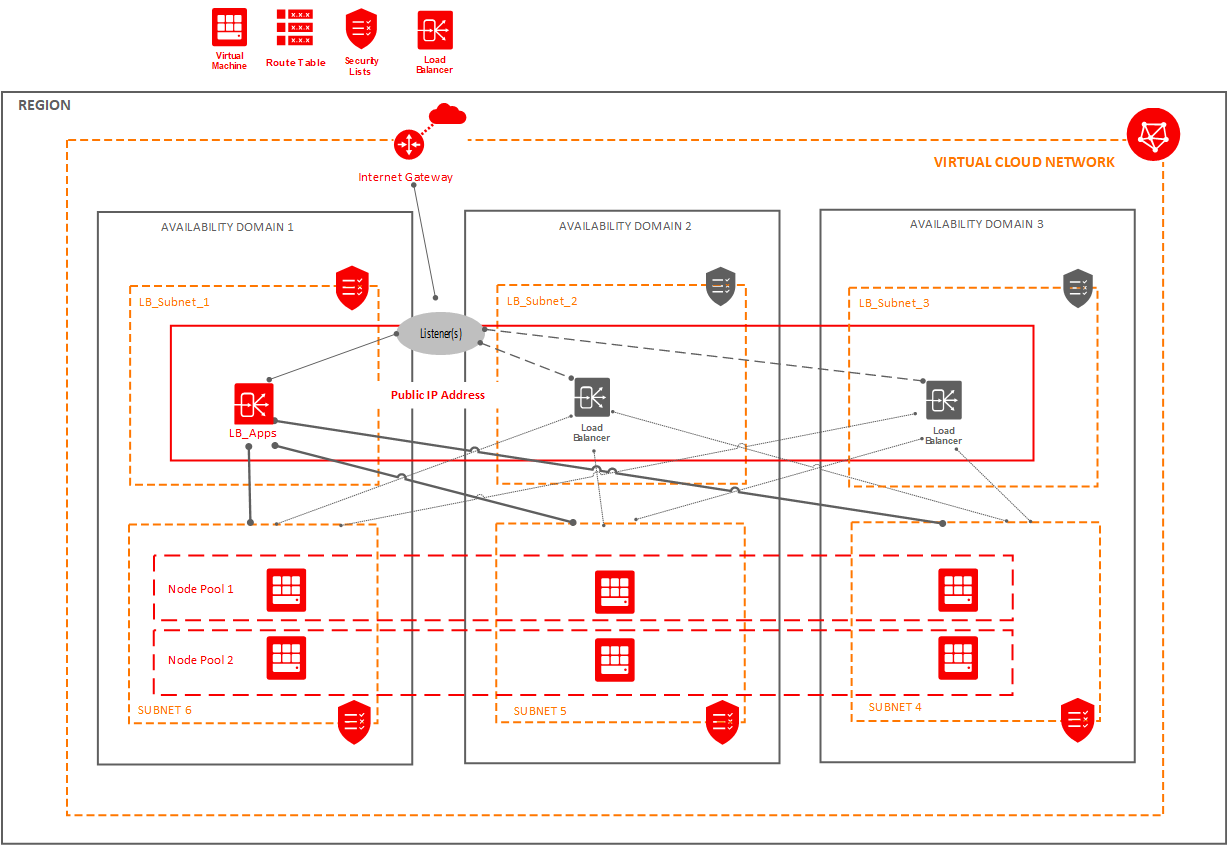 Virtual
Machine
Route Table
Security
Lists
Load
Balancer
X.X.X
X.X.X
X.X.X
REGION
Internet Gateway
VIRTUAL CLOUD NETWORK
AVAILABILITY DOMAIN 1
AVAILABILITY DOMAIN 2
AVAILABILITY DOMAIN 3
LB_Subnet_1
LB_Subnet_2
LB_Subnet_3
Listener(s)
Public IP Address
LB_Apps
Load
Balancer
Load
Balancer
Node Pool 1
Node Pool 2
SUBNET 6
SUBNET 5
SUBNET 4